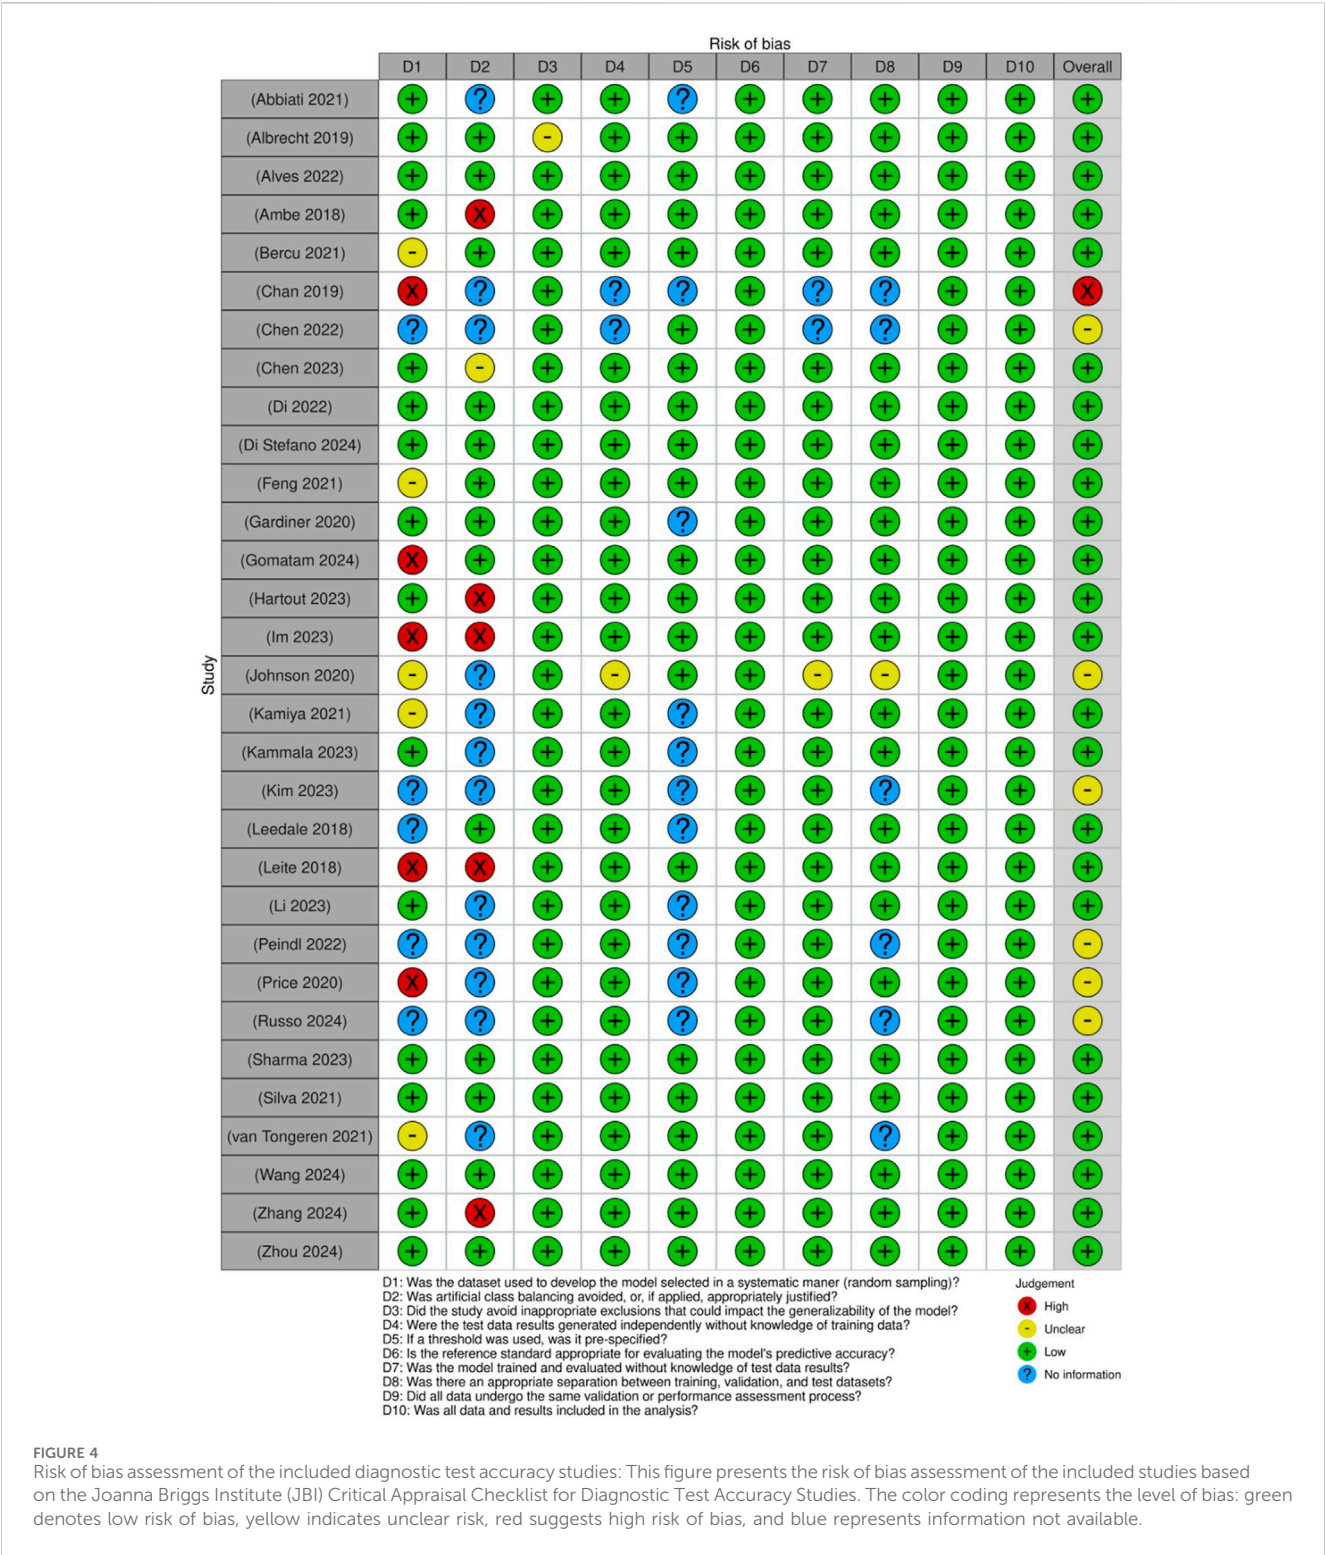 Risk of bias
D1 D2 D3 D4 D5 D6 D7 D8 D9 D10 Overall
Study
(Abbiati 2021) + ? + + ? + + + + + +
(Albrecht 2019) + + - + + + + + + + +
(Alves 2022) + + + + + + + + + + +
(Ambe 2018) + X + + + + + + + + +
(Bercu 2021) - + + + + + + + + + +
(Chan 2019) X ? + ? ? + ? ? + + X
(Chen 2022) ? ? + ? + + ? ? + + -
(Chen 2023) + - + + + + + + + + +
(Di 2022) + + + + + + + + + + +
(Di Stefano 2024) + + + + + + + + + + +
(Feng 2021) - + + + + + + + + + +
(Gardiner 2020) + + + + ? + + + + + +
(Gomatam 2024) X + + + + + + + + + +
(Hartout 2023) + X + + + + + + + + +
(Im 2023) X X + + + + + + + + +
(Johnson 2020) - ? + - + + - - + + -
(Kamiya 2021) - ? + + ? + + + + + +
(Kammala 2023) + ? + + ? + + + + + +
(Kim 2023) ? ? + + ? + + ? + + -
(Leedale 2018) ? + + + ? + + + + + +
(Leite 2018) X X + + + + + + + + +
(Li 2023) + ? + + ? + + + + + +
(Peindl 2022) ? ? + + ? + + ? + + -
(Price 2020) X ? + + ? + + + + + -
(Russo 2024) ? ? + + ? + + ? + + -
(Sharma 2023) + + + + + + + + + + +
(Silva 2021) + + + + + + + + + + +
(van Tongeren 2021) - ? + + + + + ? + + +
(Wang 2024) + + + + + + + + + + +
(Zhang 2024) + X + + + + + + + + +
(Zhou 2024) + + + + + + + + + + +
D1: Was the dataset used to develop the model selected in a systematic maner (random sampling)?
D2: Was artificial class balancing avoided, or, if applied, appropriately justified?
D3: Did the study avoid inappropriate exclusions that could impact the generalizability of the model?
D4: Were the test data results generated independently without knowledge of training data?
D5: If a threshold was used, was it pre-specified?
D6: Is the reference standard appropriate for evaluating the model's predictive accuracy?
D7: Was the model trained and evaluated without knowledge of test data results?
D8: Was there an appropriate separation between training, validation, and test datasets?
D9: Did all data undergo the same validation or performance assessment process?
D10: Was all data and results included in the analysis?
Judgement
X High
- Unclear
+ Low
? No information
FIGURE 4
Risk of bias assessment of the included diagnostic test accuracy studies: This figure presents the risk of bias assessment of the included studies based
on the Joanna Briggs Institute (JBI) Critical Appraisal Checklist for Diagnostic Test Accuracy Studies. The color coding represents the level of bias: green
denotes low risk of bias, yellow indicates unclear risk, red suggests high risk of bias, and blue represents information not available.